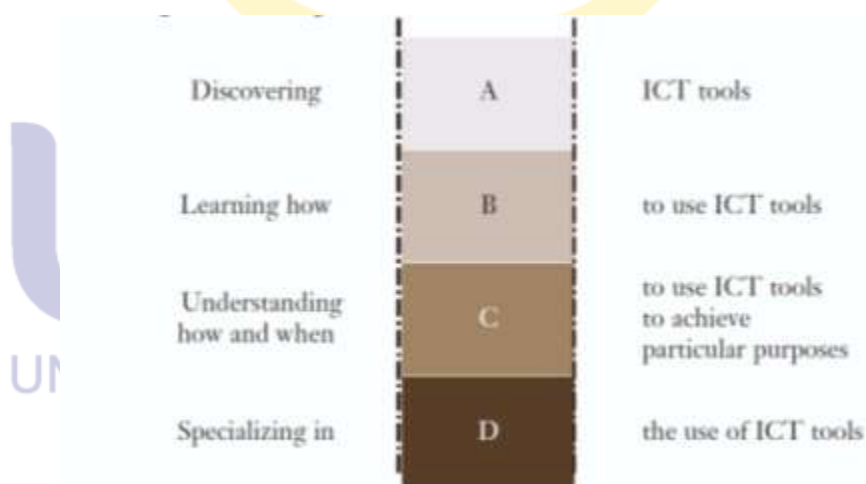 Discovering A ICT tools
Learning how B to use ICT tools
Understanding how and when C to use ICT tools to achieve particular purposes
Specializing in D the use of ICT tools
UN